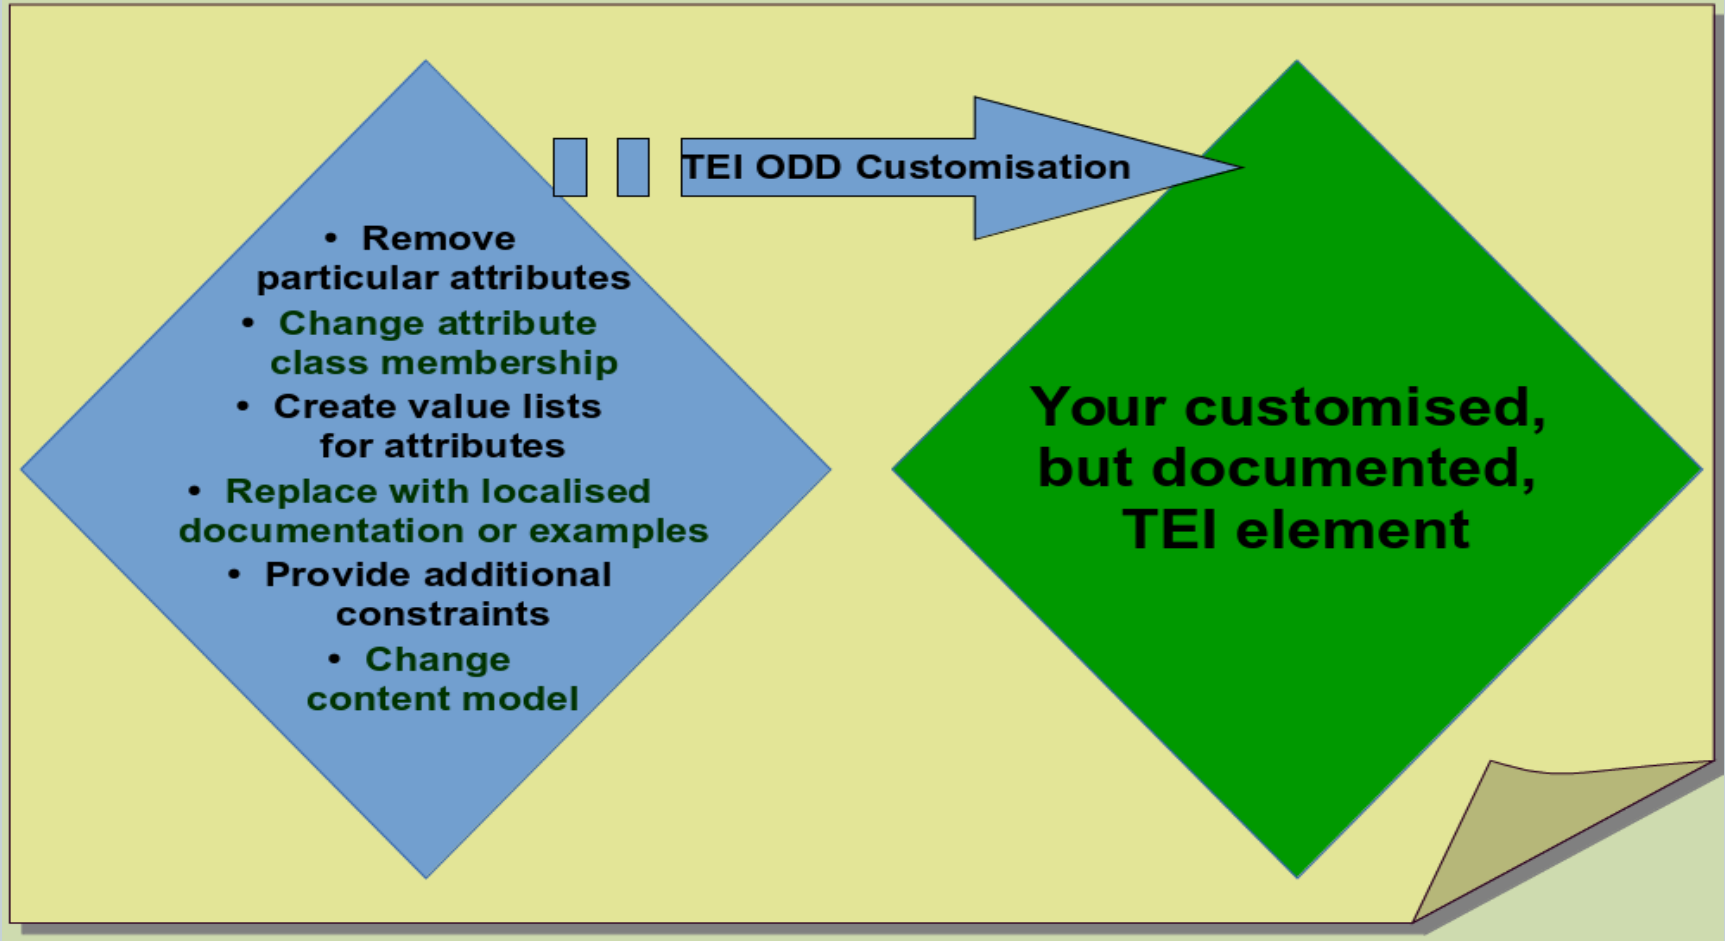 TEI ODD Customisation
• Remove
particular attributes
• Change attribute
class membership
• Create value lists
for attributes
• Replace with localised
documentation or examples
• Provide additional
constraints
• Change
content model
Your customised,
but documented,
TEI element